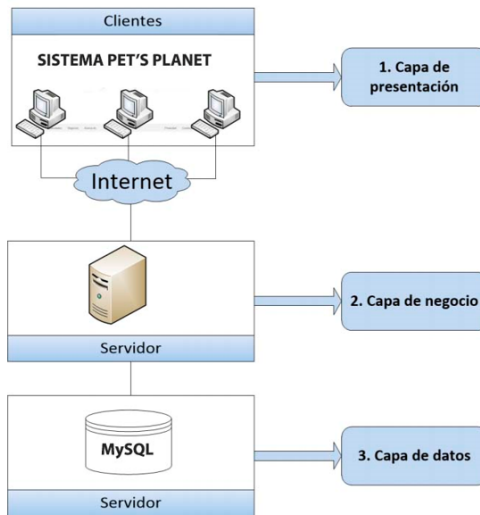 Clientes
SISTEMA PET'S PLANET
1. Capa de
presentación
Internet
2. Capa de negocio
Servidor
MySQL
3. Capa de datos
Servidor